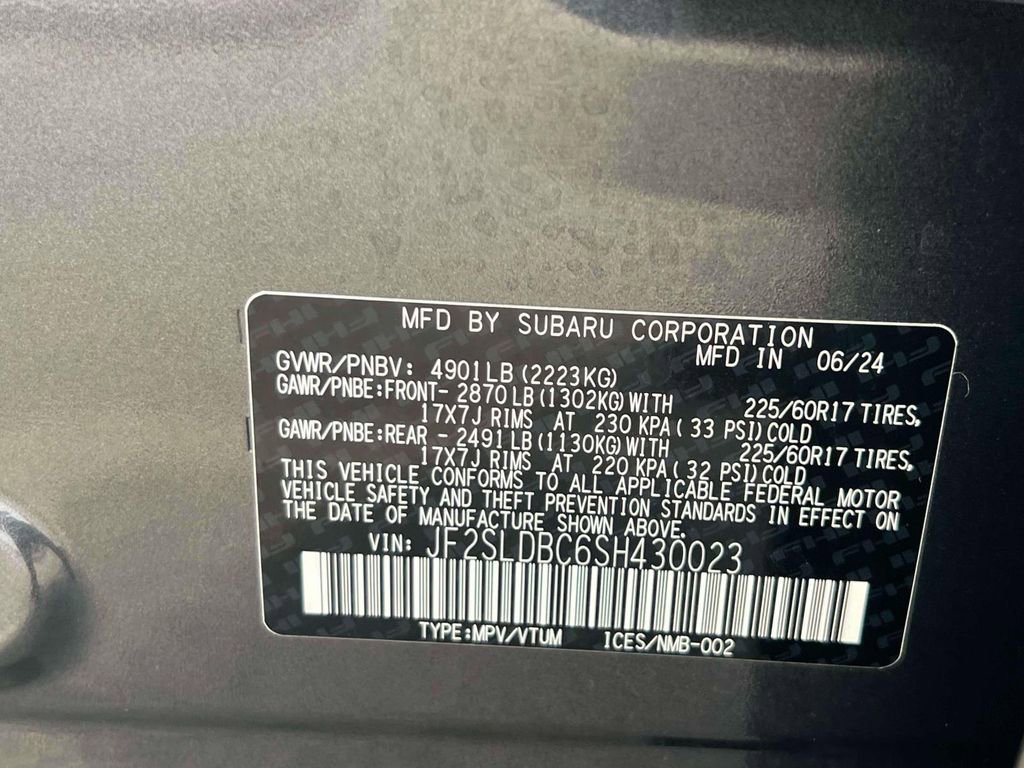 MFD BY SUBARU CORPORATION
MFD IN 06/24
GVWR/PNBV: 4901LB (2223KG)
GAWR/PNBE:FRONT- 2870LB(1302KG)WITH 225/60R17 TIRES,
17X7J RIMS AT 230 KPA( 33 PSI)COLD
GAWR/PNBE:REAR - 2491LB(1130KG)WITH 225/60R17 TIRES,
17X7J RIMS AT 220 KPA( 32 PSI)COLD
THIS VEHICLE CONFORMS TO ALL APPLICABLE FEDERAL MOTOR
VEHICLE SAFETY AND THEFT PREVENTION STANDARDS IN EFFECT ON
THE DATE OF MANUFACTURE SHOWN ABOVE.
VIN: JF2SLDBC6SH430023
TYPE:MPV/VTUM ICES/NMB-002